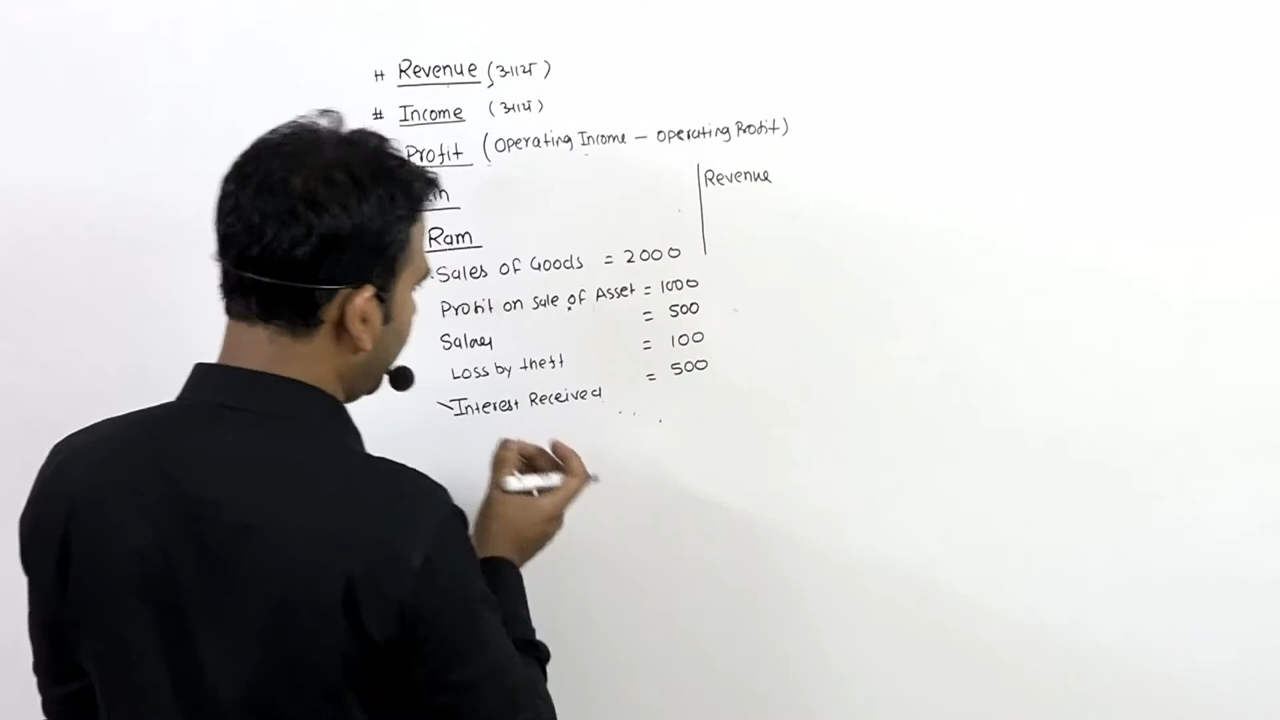 # Revenue (आय)
# Income (आय)
Profit (Operating Income - Operating Profit)
Revenue
Ram
Sales of Goods = 2000
Profit on sale of Asset = 1000
Salary = 500
Loss by theft = 100
Interest Received = 500